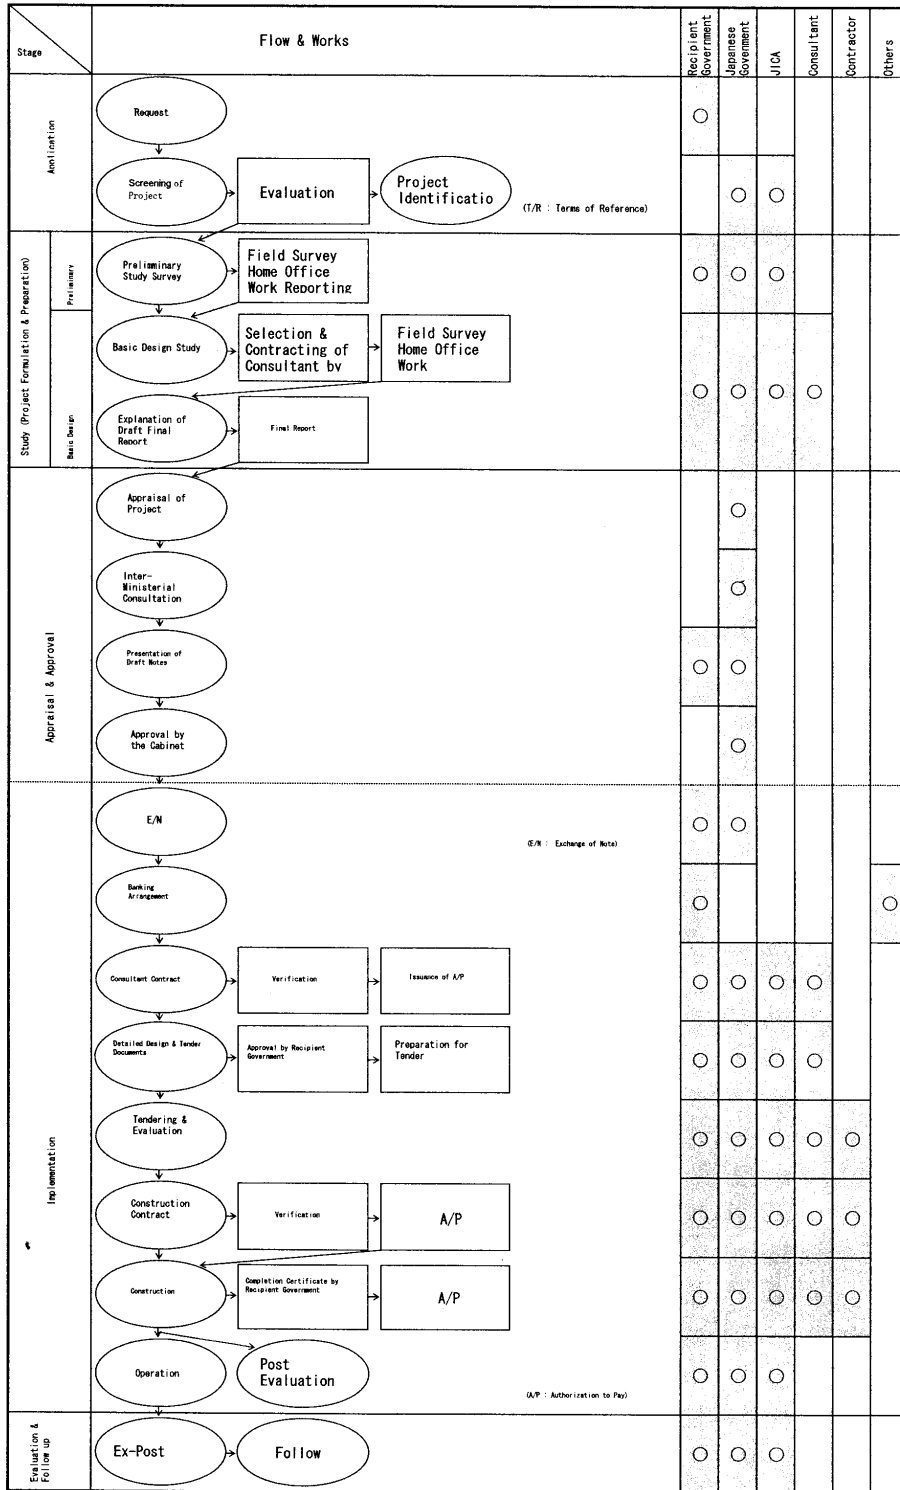 Stage
Flow & Works
Recipient
Government
Japanese
Govenment
JICA
Consultant
Contractor
Others
Application
Request
Screening of
Project
Evaluation
Project
Identificatio
(T/R : Terms of Reference)
Study (Project Formulation & Preparation)
Preliminary
Prelimminary
Study Survey
Field Survey
Home Office
Work Reporting
Basic Design
Basic Design Study
Selection &
Contracting of
Consultant by
Field Survey
Home Office
Work
Explanation of
Draft Final
Report
Final Report
Appraisal & Approval
Appraisal of
Project
Inter-
Ministerial
Consultation
Presentation of
Draft Notes
Approval by
the Cabinet
Implementation
E/N
(E/N : Exchange of Note)
Banking
Arrangement
Consultant Contract
Verification
Issuance of A/P
Detailed Design & Tender
Documents
Approval by Recipient
Government
Preparation for
Tender
Tendering &
Evaluation
Construction
Contract
Verification
A/P
Construction
Completion Certificate by
Recipient Government
A/P
Operation
Post
Evaluation
(A/P : Authorization to Pay)
Evaluation &
Follow up
Ex-Post
Follow